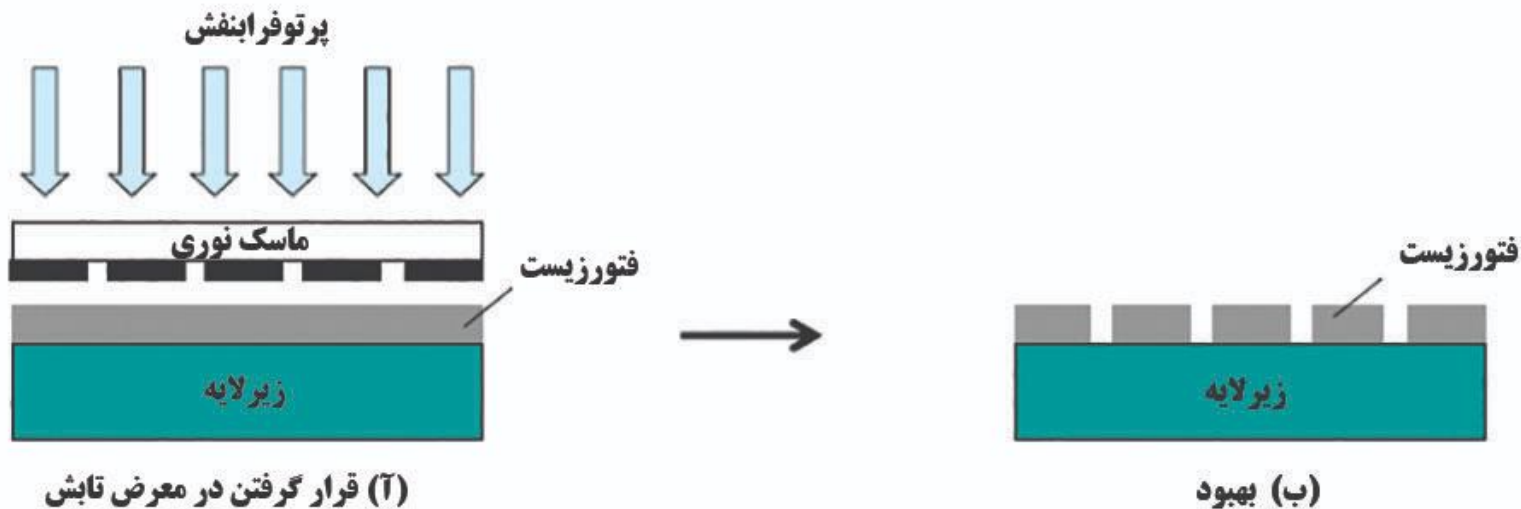 پرتوفرابنفش
ماسک نوری
فتورزیست
زیرلایه
(آ) قرار گرفتن در معرض تابش
فتورزیست
زیرلایه
(ب) بهبود